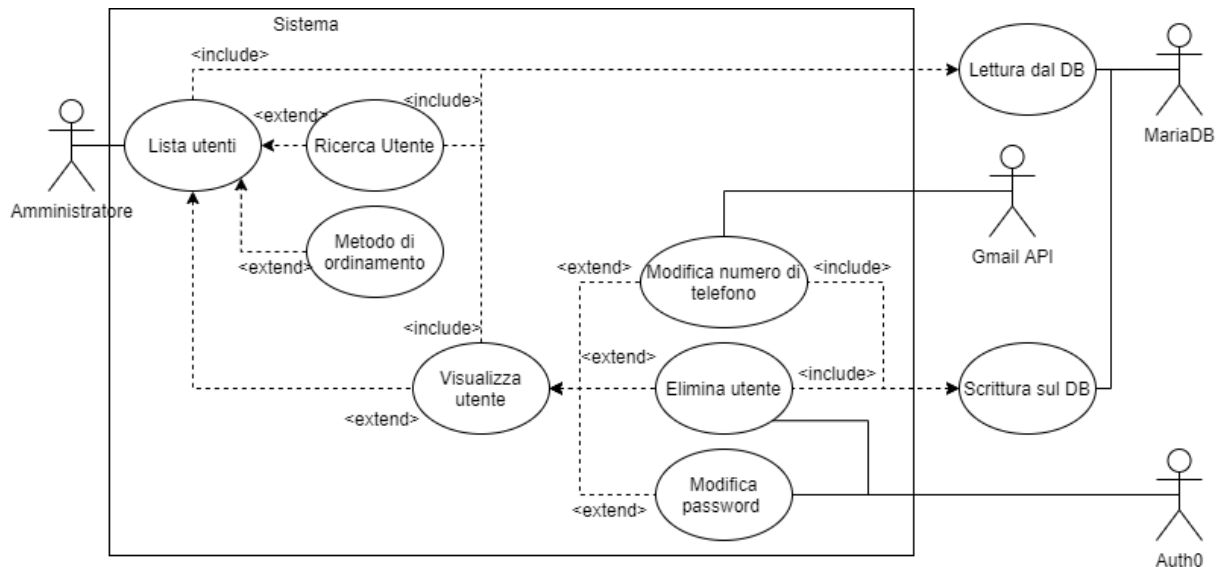 Sistema
<include>
Lettura dal DB
<include>
<extend>
Lista utenti
Ricerca Utente
MariaDB
Amministratore
Metodo di
ordinamento
<extend>
Gmail API
<extend>
Modifica numero di
telefono
<include>
<include>
<extend>
Visualizza
utente
Elimina utente
<include>
Scrittura sul DB
<extend>
Modifica
password
<extend>
Auth0